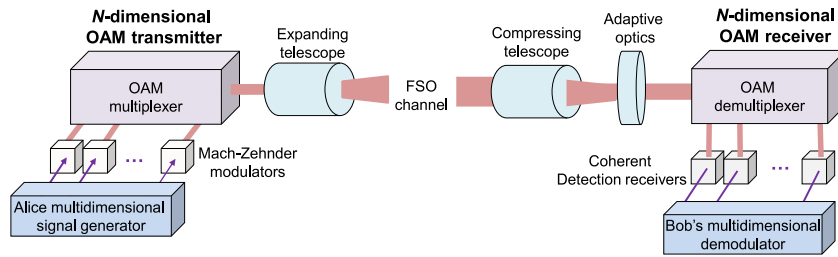 N-dimensional
OAM transmitter
Expanding
telescope
Compressing
telescope
Adaptive
optics
N-dimensional
OAM receiver
OAM
multiplexer
FSO
channel
OAM
demultiplexer
...
Mach-Zehnder
modulators
Coherent
Detection receivers
...
Alice multidimensional
signal generator
Bob's multidimensional
demodulator